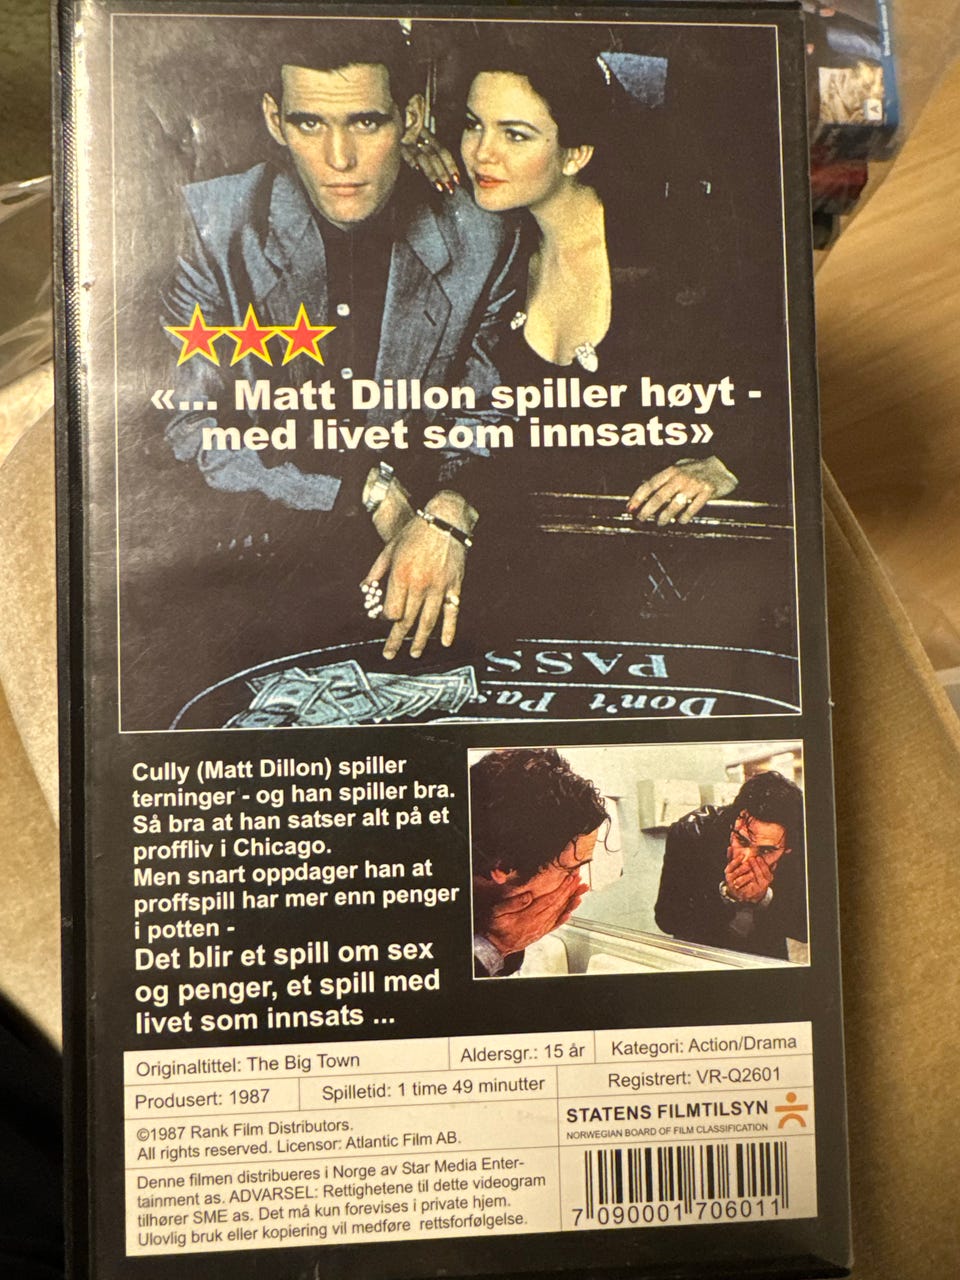 «... Matt Dillon spiller høyt -
med livet som innsats»
PASS
Don't Pass
Cully (Matt Dillon) spiller
terninger - og han spiller bra.
Så bra at han satser alt på et
proffliv i Chicago.
Men snart oppdager han at
proffspill har mer enn penger
i potten -
Det blir et spill om sex
og penger, et spill med
livet som innsats ...
Originaltittel: The Big Town
Aldersgr.: 15 år
Kategori: Action/Drama
Produsert: 1987
Spilletid: 1 time 49 minutter
Registrert: VR-Q2601
©1987 Rank Film Distributors.
All rights reserved. Licensor: Atlantic Film AB.
STATENS FILMTILSYN
NORWEGIAN BOARD OF FILM CLASSIFICATION
Denne filmen distribueres i Norge av Star Media Enter-
tainment as. ADVARSEL: Rettighetene til dette videogram
tilhører SME as. Det må kun forevises i private hjem.
Ulovlig bruk eller kopiering vil medføre rettsforfølgelse.
7 090001 706011